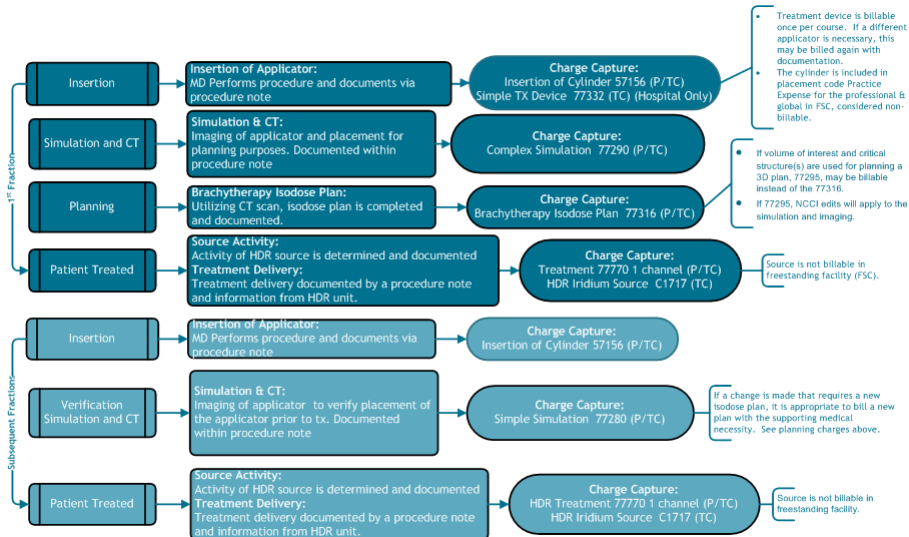 1st Fraction
Insertion
Insertion of Applicator:
MD Performs procedure and documents via
procedure note
Charge Capture:
Insertion of Cylinder 57156 (P/TC)
Simple TX Device 77332 (TC) (Hospital Only)
• Treatment device is billable
once per course. If a different
applicator is necessary, this
may be billed again with
documentation.
• The cylinder is included in
placement code Practice
Expense for the professional &
global in FSC, considered non-
billable.
Simulation and CT
Simulation & CT:
Imaging of applicator and placement for
planning purposes. Documented within
procedure note
Charge Capture:
Complex Simulation 77290 (P/TC)
Planning
Brachytherapy Isodose Plan:
Utilizing CT scan, isodose plan is completed
and documented.
Charge Capture:
Brachytherapy Isodose Plan 77316 (P/TC)
• If volume of interest and critical
structure(s) are used for planning a
3D plan, 77295, may be billable
instead of the 77316.
• If 77295, NCCI edits will apply to the
simulation and imaging.
Patient Treated
Source Activity:
Activity of HDR source is determined and documented
Treatment Delivery:
Treatment delivery documented by a procedure note
and information from HDR unit.
Charge Capture:
Treatment 77770 1 channel (P/TC)
HDR Iridium Source C1717 (TC)
Source is not billable in
freestanding facility (FSC).
Subsequent Fractions
Insertion
Insertion of Applicator:
MD Performs procedure and documents via
procedure note
Charge Capture:
Insertion of Cylinder 57156 (P/TC)
Verification
Simulation and CT
Simulation & CT:
Imaging of applicator to verify placement of
the applicator prior to tx. Documented
within procedure note
Charge Capture:
Simple Simulation 77280 (P/TC)
If a change is made that requires a new
isodose plan, it is appropriate to bill a new
plan with the supporting medical
necessity. See planning charges above.
Patient Treated
Source Activity:
Activity of HDR source is determined and documented
Treatment Delivery:
Treatment delivery documented by a procedure note
and information from HDR unit.
Charge Capture:
HDR Treatment 77770 1 channel (P/TC)
HDR Iridium Source C1717 (TC)
Source is not billable in
freestanding facility.